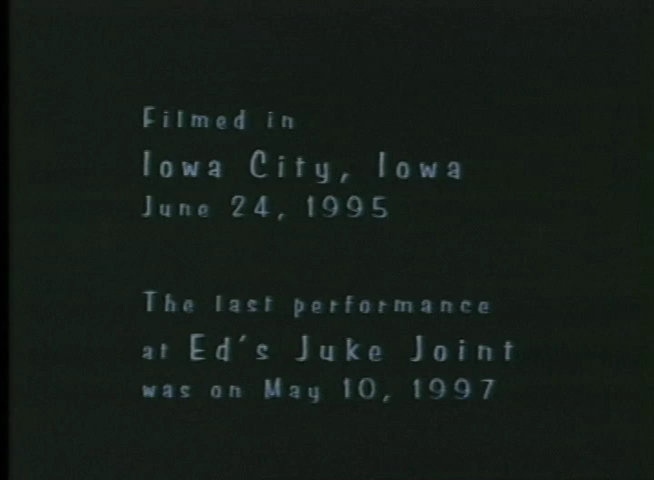 Filmed in
Iowa City, Iowa
June 24, 1995
The last performance
at Ed's Juke Joint
was on May 10, 1997